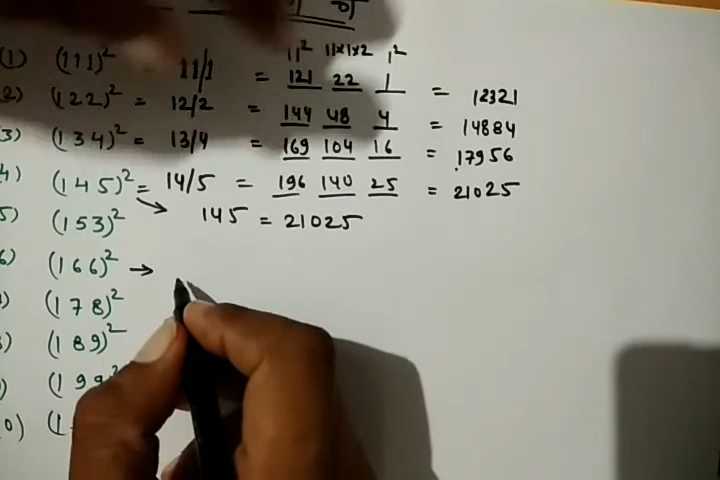 11² 11x1x2 1²
1) (111)² 11/1 = 121 22 1 = 12321
2) (122)² = 12/2 = 144 48 4 = 14884
3) (134)² = 13/4 = 169 104 16 = 17956
4) (145)² = 14/5 = 196 140 25 = 21025
5) (153)² → 145 = 21025
6) (166)² →
) (178)²
) (189)²
) (199²
0) (1